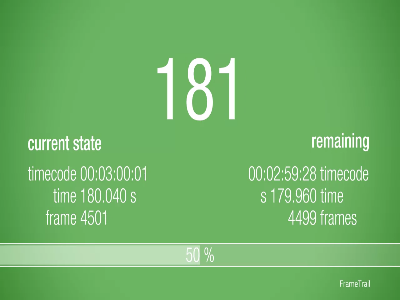 181
current state
remaining
timecode 00:03:00:01
00:02:59:28 timecode
time 180.040 s
s 179.960 time
frame 4501
4499 frames
50 %
FrameTrail